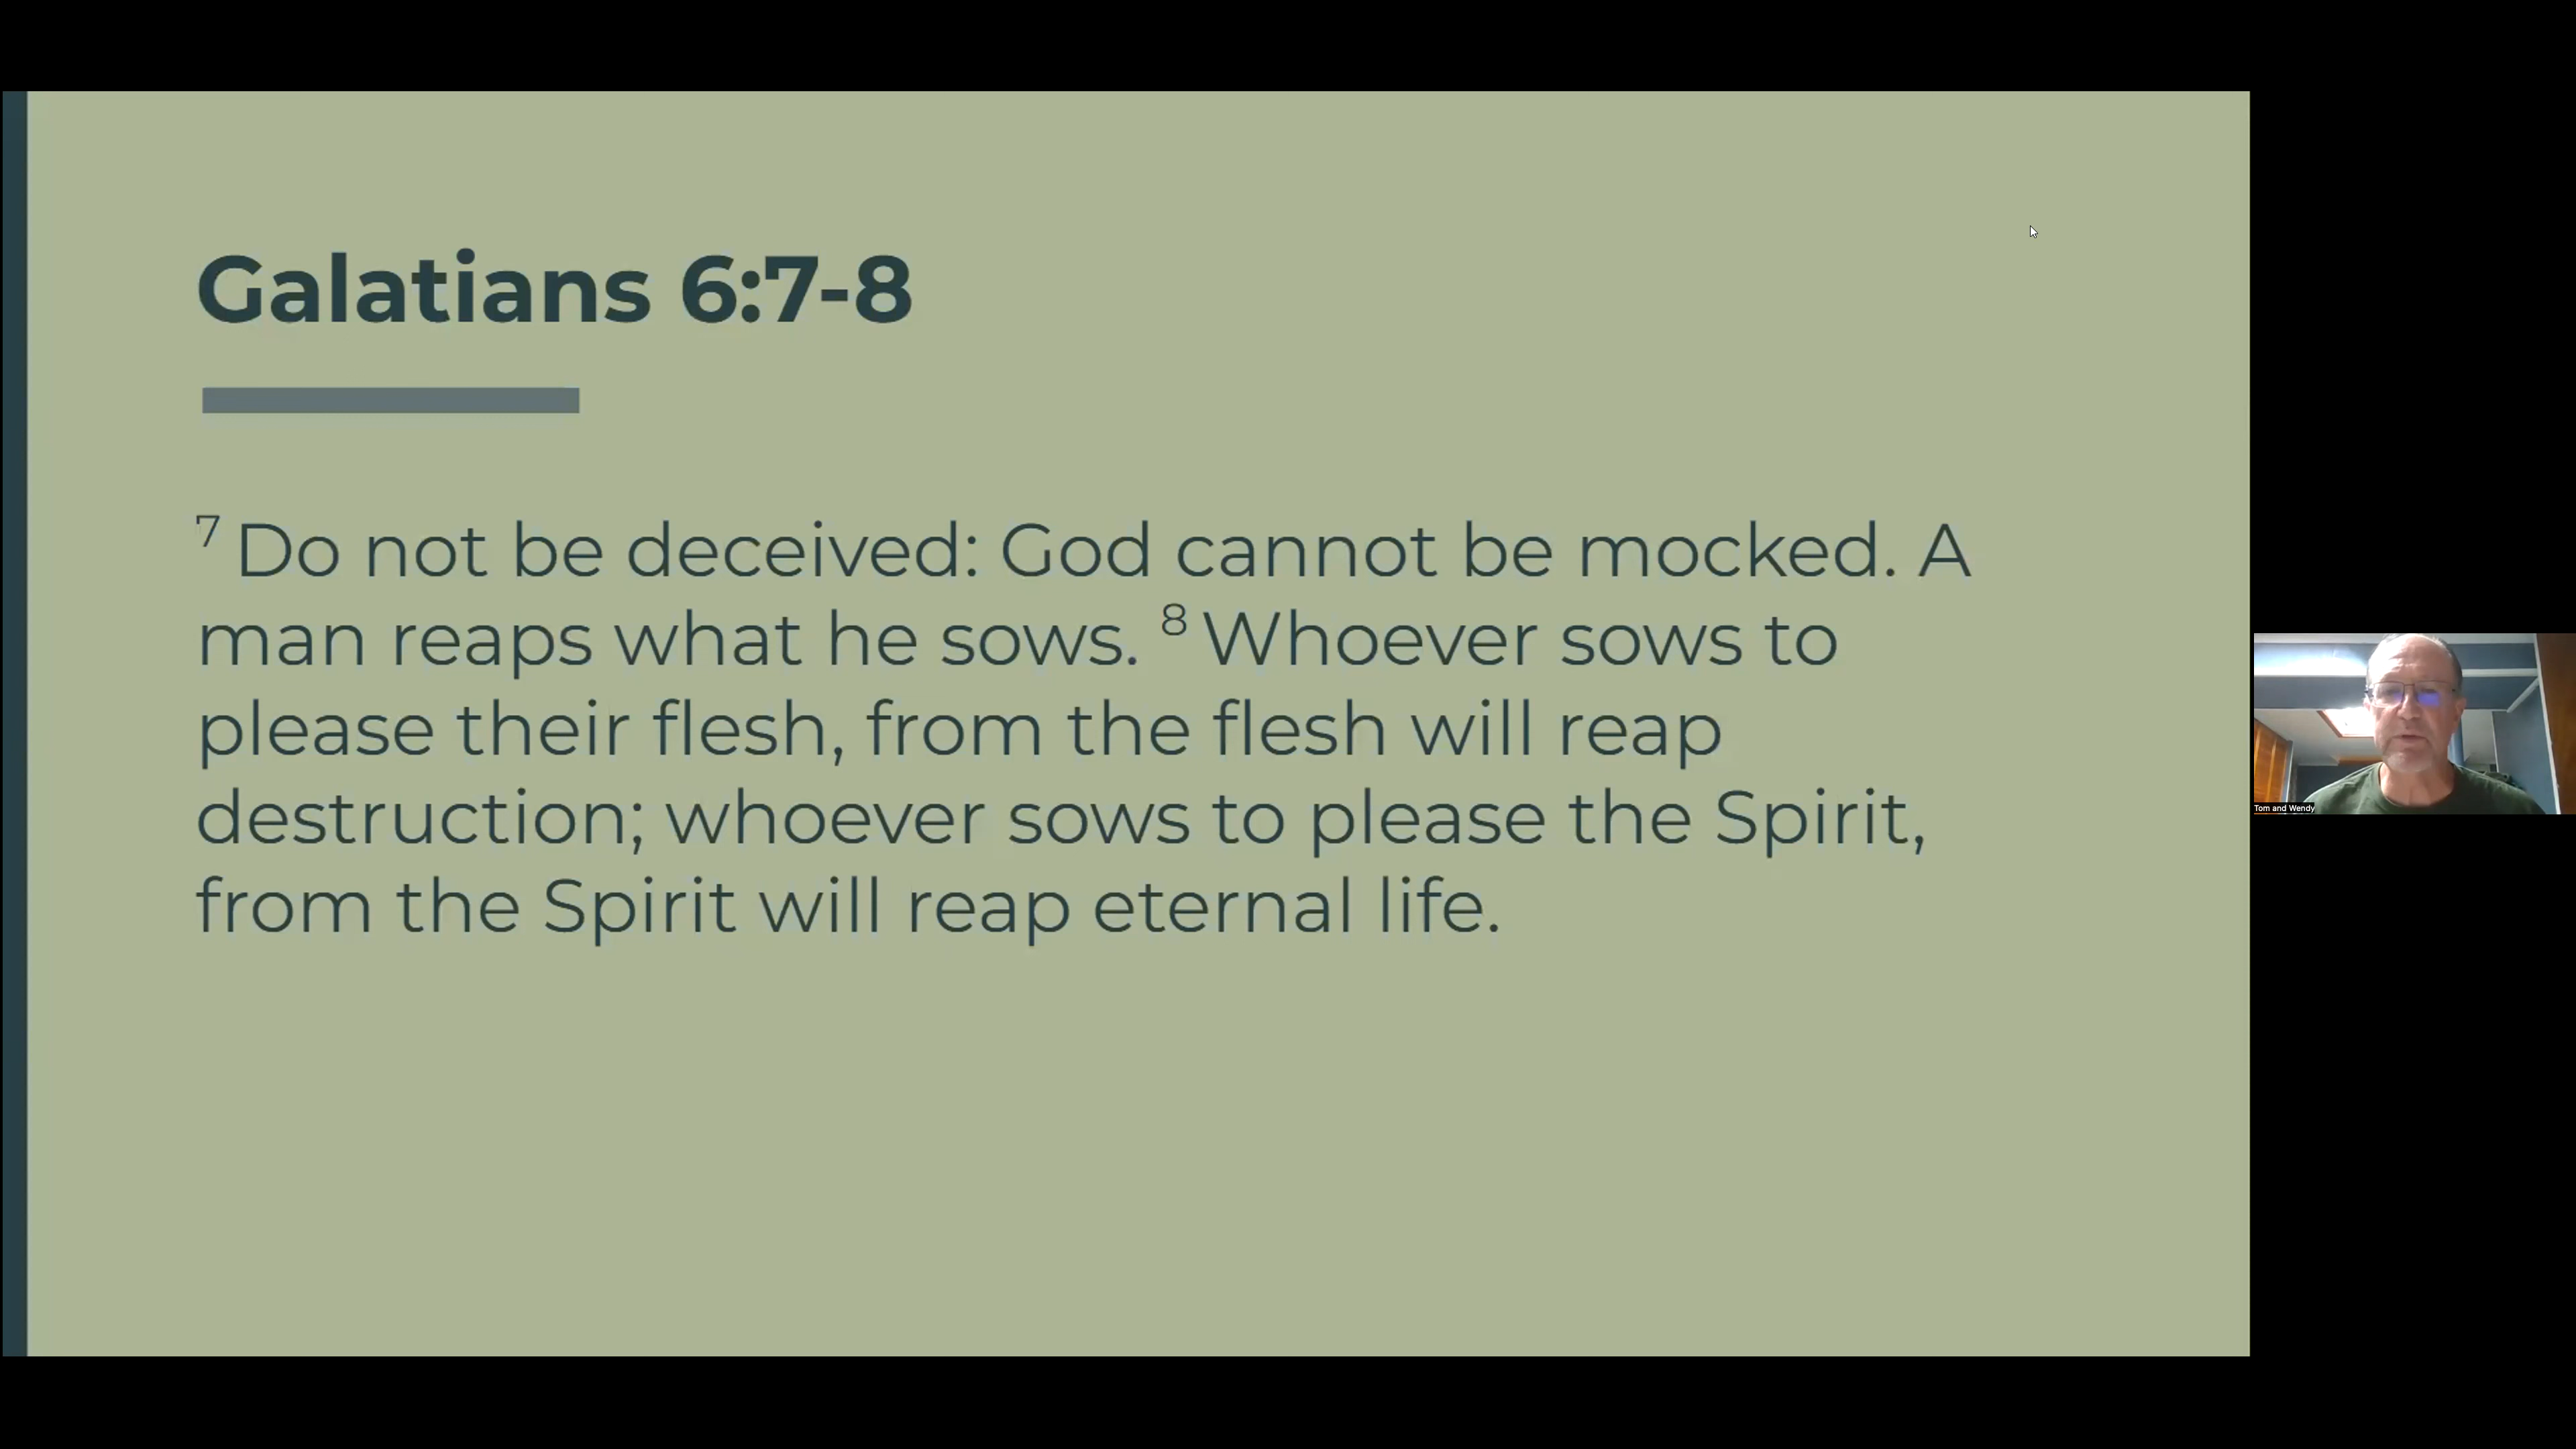 Galatians 6:7-8
7 Do not be deceived: God cannot be mocked. A
man reaps what he sows. 8 Whoever sows to
please their flesh, from the flesh will reap
destruction; whoever sows to please the Spirit,
from the Spirit will reap eternal life.
Tom and Wendy